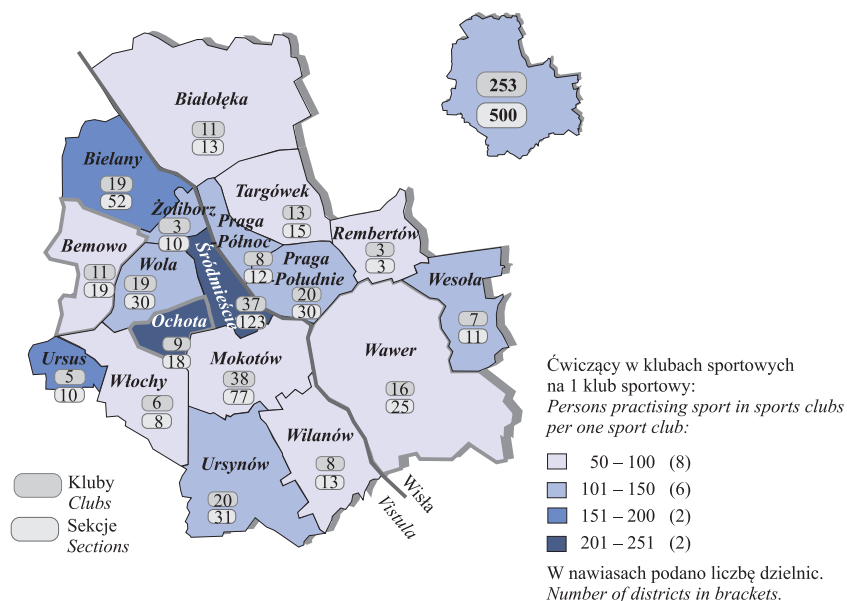 253
500
Białołęka
11
13
Bielany
19
52
Żoliborz
3
10
Targówek
13
15
Praga
Północ
8
12
Rembertów
3
3
Bemowo
11
19
Wola
19
30
Śródmieście
37
123
Praga
-Południe
20
30
Wesoła
7
11
Ochota
9
18
Ursus
5
10
Włochy
6
8
Mokotów
38
77
Wawer
16
25
Wilanów
8
13
Ursynów
20
31
Wisła
Vistula
Kluby
Clubs
Sekcje
Sections
Ćwiczący w klubach sportowych
na 1 klub sportowy:
Persons practising sport in sports clubs
per one sport club:
50 – 100 (8)
101 – 150 (6)
151 – 200 (2)
201 – 251 (2)
W nawiasach podano liczbę dzielnic.
Number of districts in brackets.